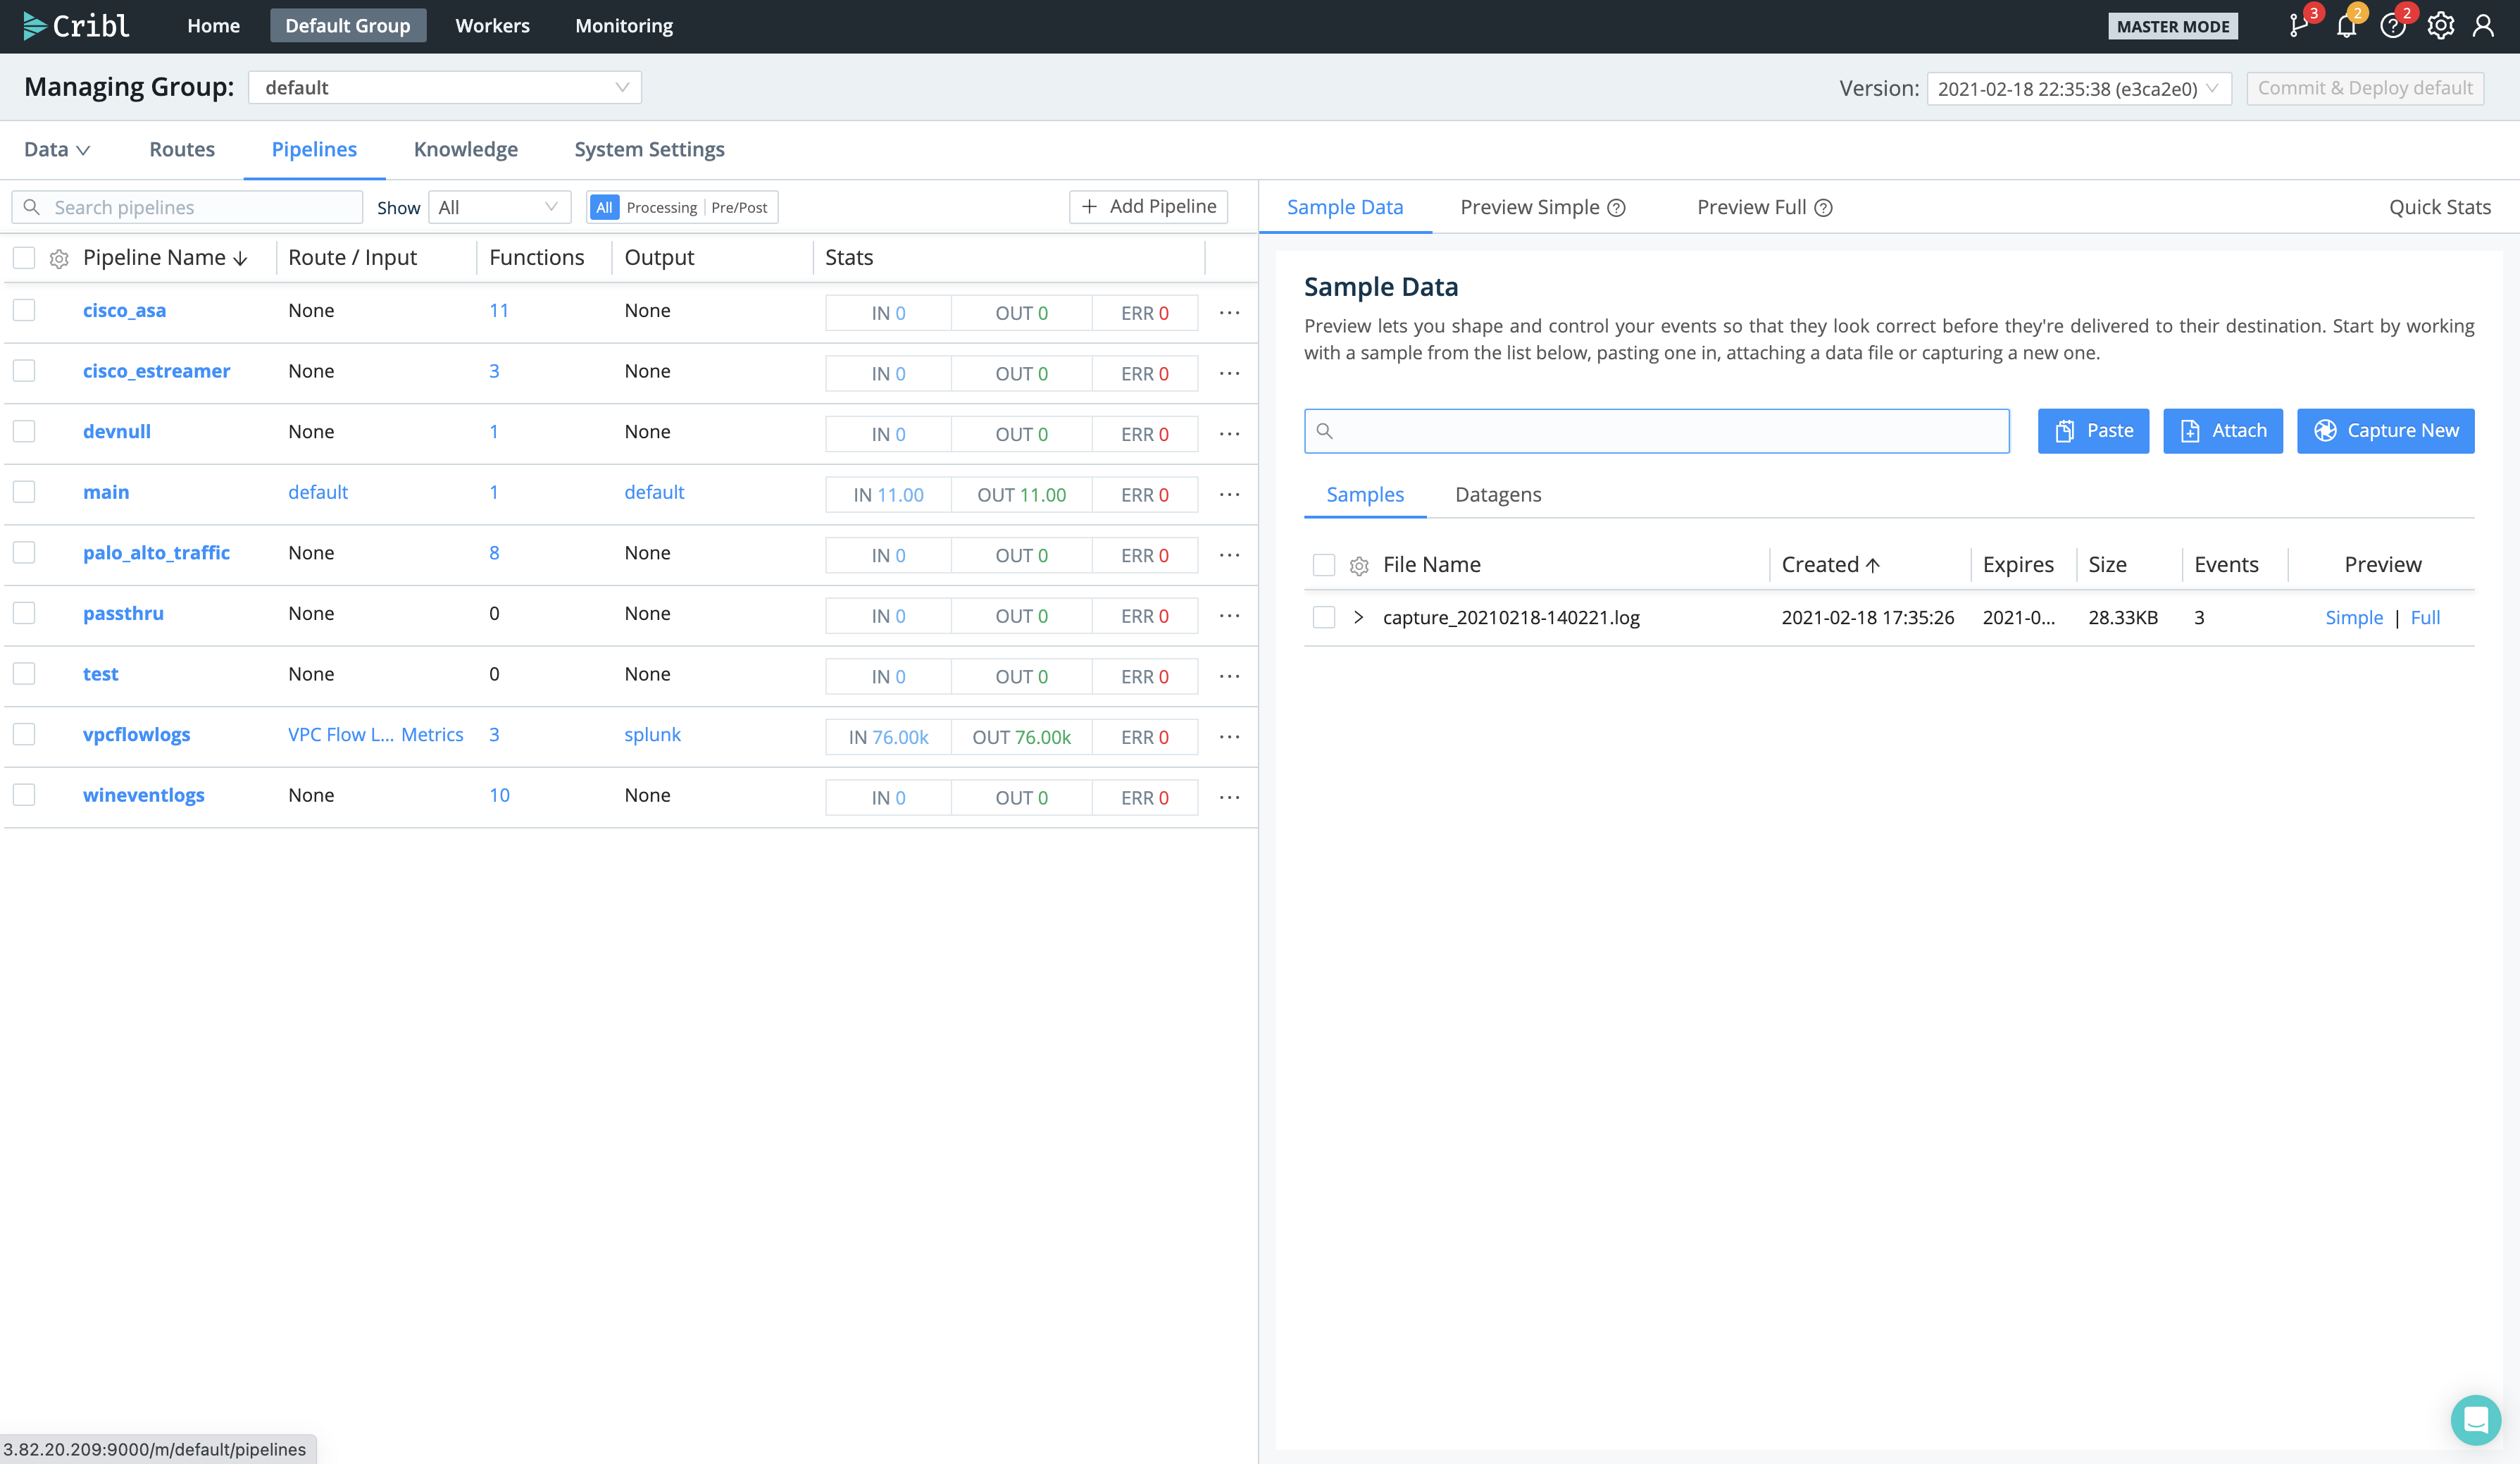 Cribl Home Default Group Workers Monitoring MASTER MODE 3 2 2
Managing Group: default Version: 2021-02-18 22:35:38 (e3ca2e0) Commit & Deploy default
Data Routes Pipelines Knowledge System Settings
Search pipelines Show All All Processing Pre/Post + Add Pipeline
Pipeline Name Route / Input Functions Output Stats
cisco_asa None 11 None IN 0 OUT 0 ERR 0 ...
cisco_estreamer None 3 None IN 0 OUT 0 ERR 0 ...
devnull None 1 None IN 0 OUT 0 ERR 0 ...
main default 1 default IN 11.00 OUT 11.00 ERR 0 ...
palo_alto_traffic None 8 None IN 0 OUT 0 ERR 0 ...
passthru None 0 None IN 0 OUT 0 ERR 0 ...
test None 0 None IN 0 OUT 0 ERR 0 ...
vpcflowlogs VPC Flow L... Metrics 3 splunk IN 76.00k OUT 76.00k ERR 0 ...
wineventlogs None 10 None IN 0 OUT 0 ERR 0 ...
Sample Data Preview Simple Preview Full Quick Stats
Sample Data
Preview lets you shape and control your events so that they look correct before they're delivered to their destination. Start by working
with a sample from the list below, pasting one in, attaching a data file or capturing a new one.
Paste Attach Capture New
Samples Datagens
File Name Created Expires Size Events Preview
capture_20210218-140221.log 2021-02-18 17:35:26 2021-0... 28.33KB 3 Simple | Full
3.82.20.209:9000/m/default/pipelines